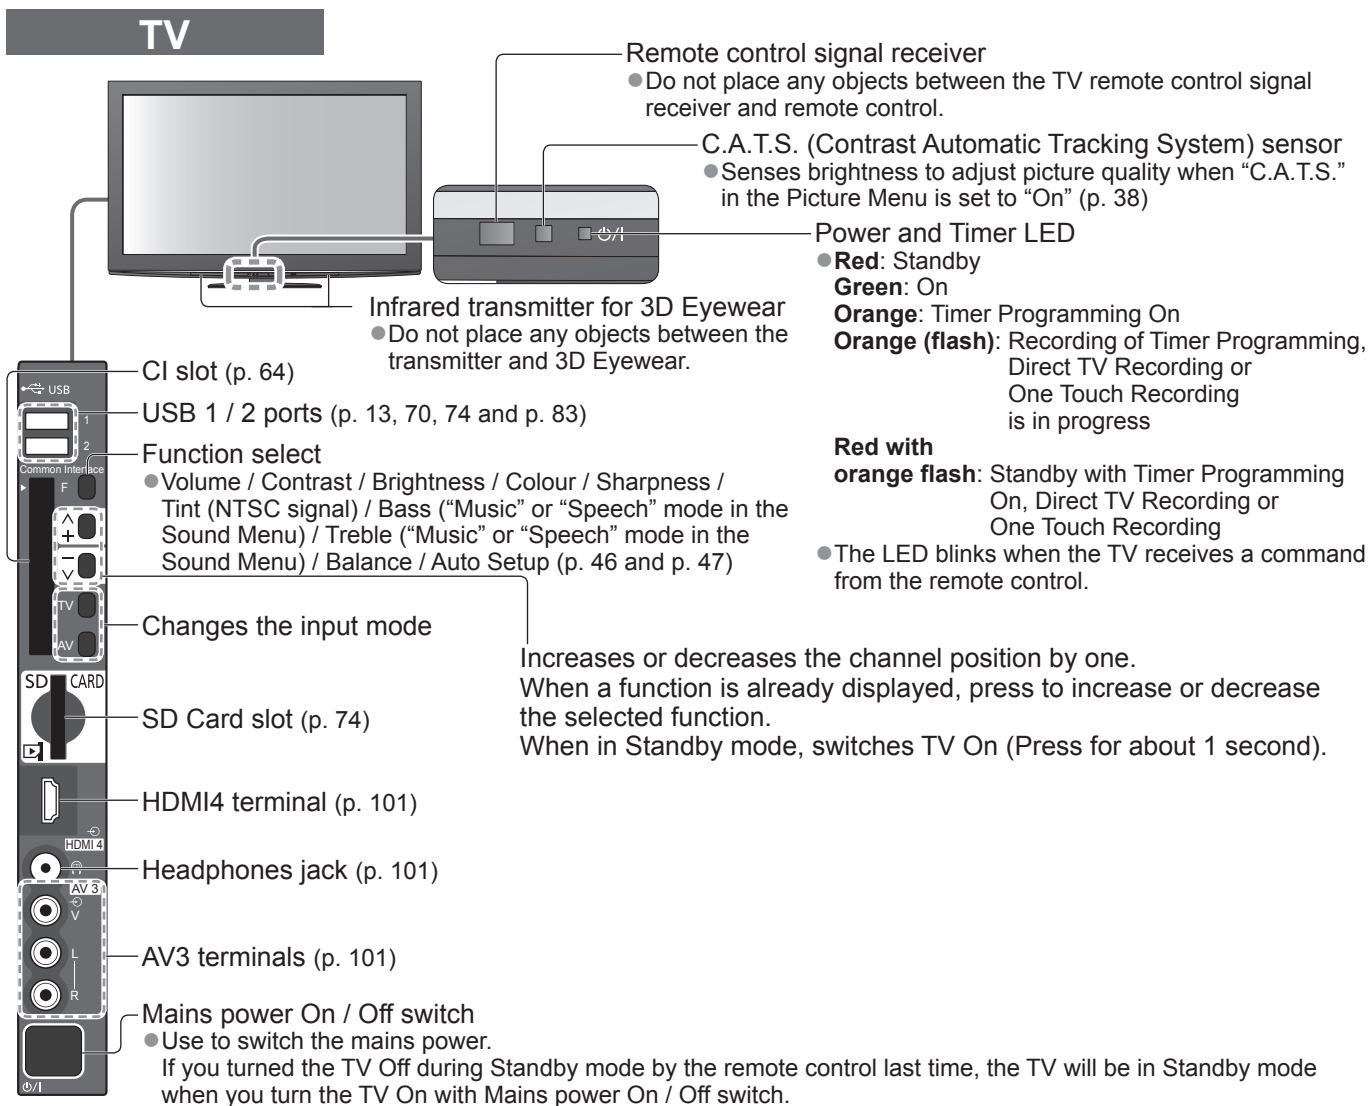 TV
Remote control signal receiver
●Do not place any objects between the TV remote control signal
receiver and remote control.
C.A.T.S. (Contrast Automatic Tracking System) sensor
●Senses brightness to adjust picture quality when “C.A.T.S.”
in the Picture Menu is set to “On” (p. 38)
Power and Timer LED
●Red: Standby
Green: On
Orange: Timer Programming On
Orange (flash): Recording of Timer Programming,
Direct TV Recording or
One Touch Recording
is in progress
Red with
orange flash: Standby with Timer Programming
On, Direct TV Recording or
One Touch Recording
●The LED blinks when the TV receives a command
from the remote control.
Infrared transmitter for 3D Eyewear
●Do not place any objects between the
transmitter and 3D Eyewear.
CI slot (p. 64)
USB 1 / 2 ports (p. 13, 70, 74 and p. 83)
Function select
●Volume / Contrast / Brightness / Colour / Sharpness /
Tint (NTSC signal) / Bass (“Music” or “Speech” mode in the
Sound Menu) / Treble (“Music” or “Speech” mode in the
Sound Menu) / Balance / Auto Setup (p. 46 and p. 47)
Changes the input mode
Increases or decreases the channel position by one.
When a function is already displayed, press to increase or decrease
the selected function.
When in Standby mode, switches TV On (Press for about 1 second).
SD Card slot (p. 74)
HDMI4 terminal (p. 101)
Headphones jack (p. 101)
AV3 terminals (p. 101)
Mains power On / Off switch
●Use to switch the mains power.
If you turned the TV Off during Standby mode by the remote control last time, the TV will be in Standby mode
when you turn the TV On with Mains power On / Off switch.
USB
1
2
Common Interface
F
+
−
TV
AV
SD CARD
HDMI 4
AV 3
V
L
R
⏻/I
⏻/I